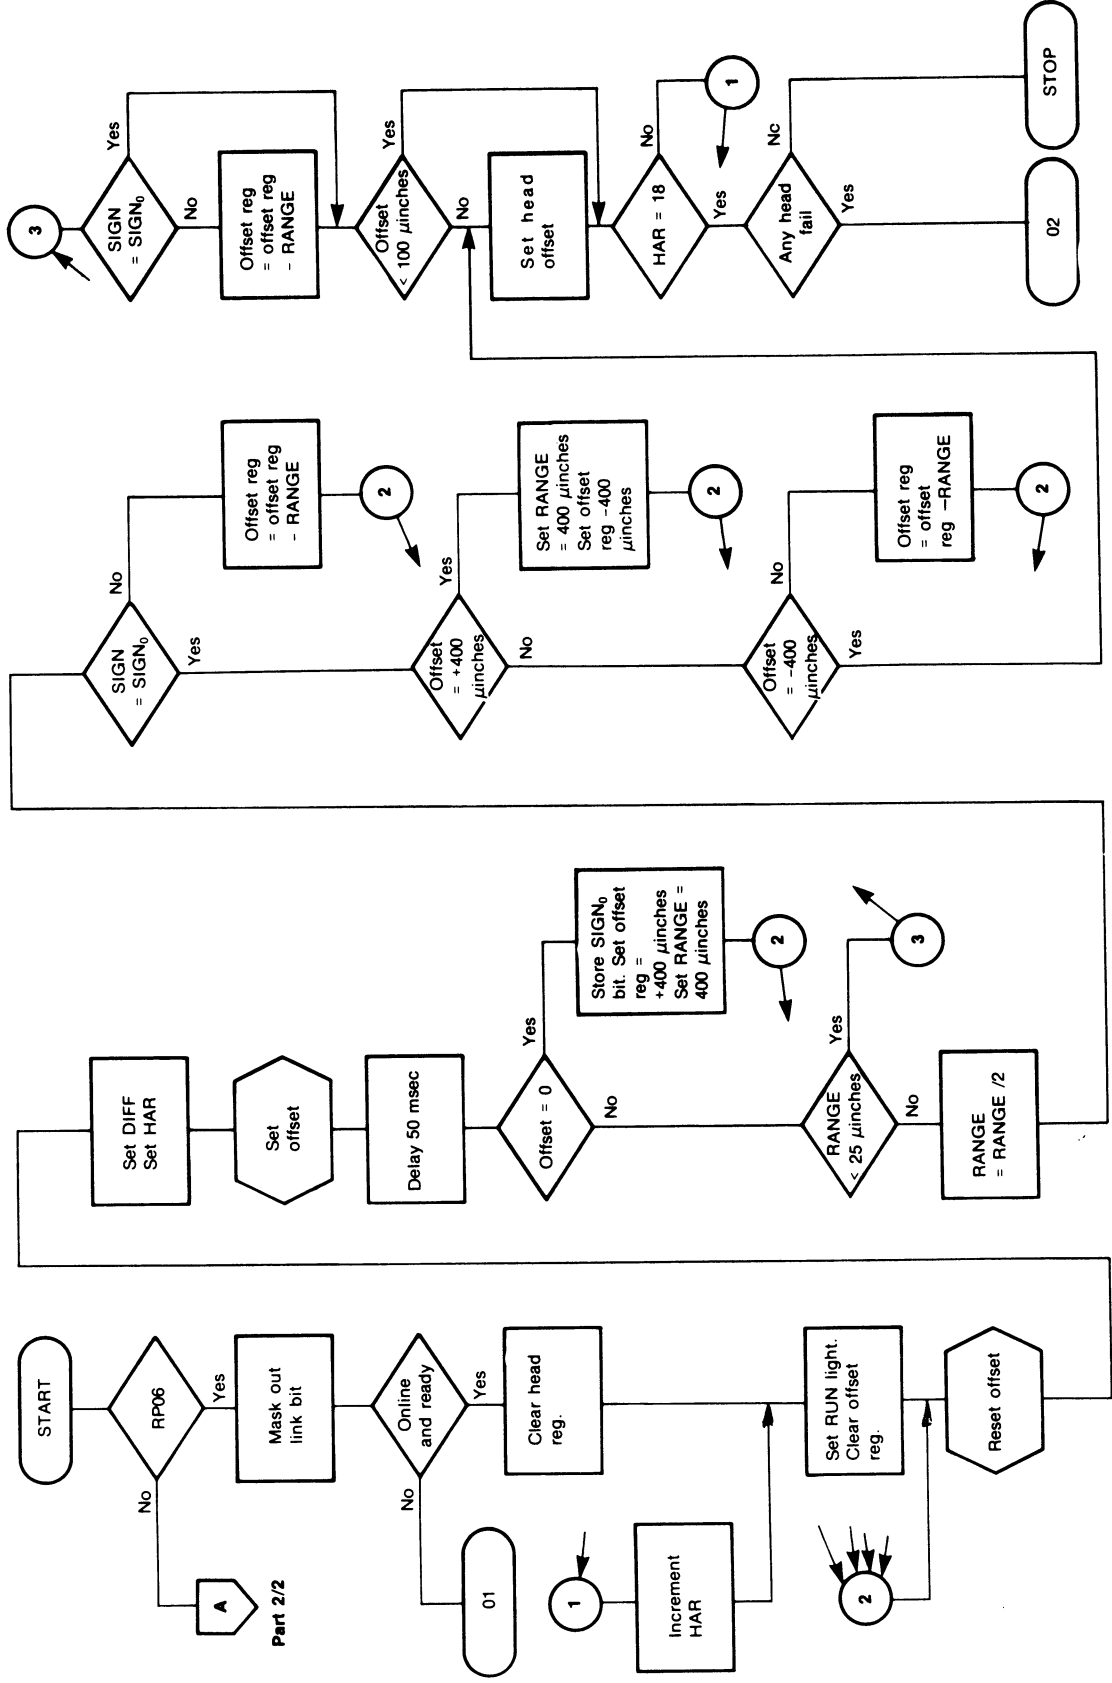 START
RP06
No
Yes
A
Part 2/2
Mask out
link bit
Online
and ready
No
Yes
01
Clear head
reg.
1
Increment
HAR
Set RUN light.
Clear offset
reg.
2
Reset offset
Set DIFF
Set HAR
Set
offset
Delay 50 msec
Offset = 0
Yes
No
Store SIGN₀
bit. Set offset
reg =
+400 µinches
Set RANGE =
400 µinches
2
RANGE
< 25 µinches
Yes
No
3
RANGE
= RANGE /2
SIGN
= SIGN₀
No
Yes
Offset reg
= offset reg
- RANGE
2
Offset
= +400
µinches
Yes
No
Set RANGE
= 400 µinches
Set offset
reg -400
µinches
2
Offset
= -400
µinches
No
Yes
Offset reg
= offset
reg -RANGE
2
3
SIGN
= SIGN₀
Yes
No
Offset reg
= offset reg
- RANGE
Offset
< 100 µinches
Yes
No
Set head
offset
HAR = 18
No
Yes
1
Any head
fail
Nc
Yes
02
STOP